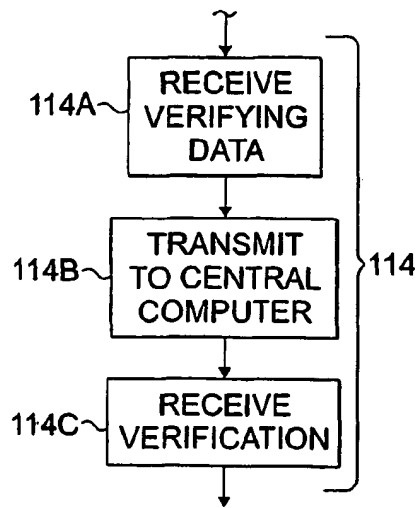 114A
RECEIVE
VERIFYING
DATA
114B
TRANSMIT
TO CENTRAL
COMPUTER
114
114C
RECEIVE
VERIFICATION